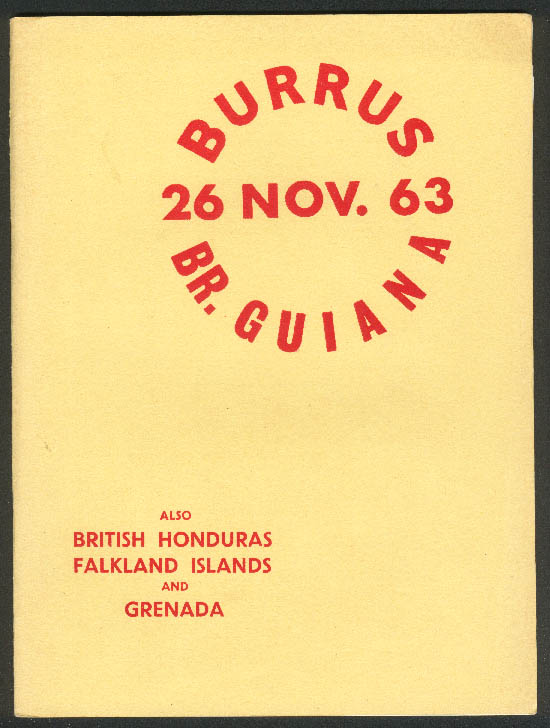 BURRUS
26 NOV. 63
BR. GUIANA
ALSO
BRITISH HONDURAS
FALKLAND ISLANDS
AND
GRENADA